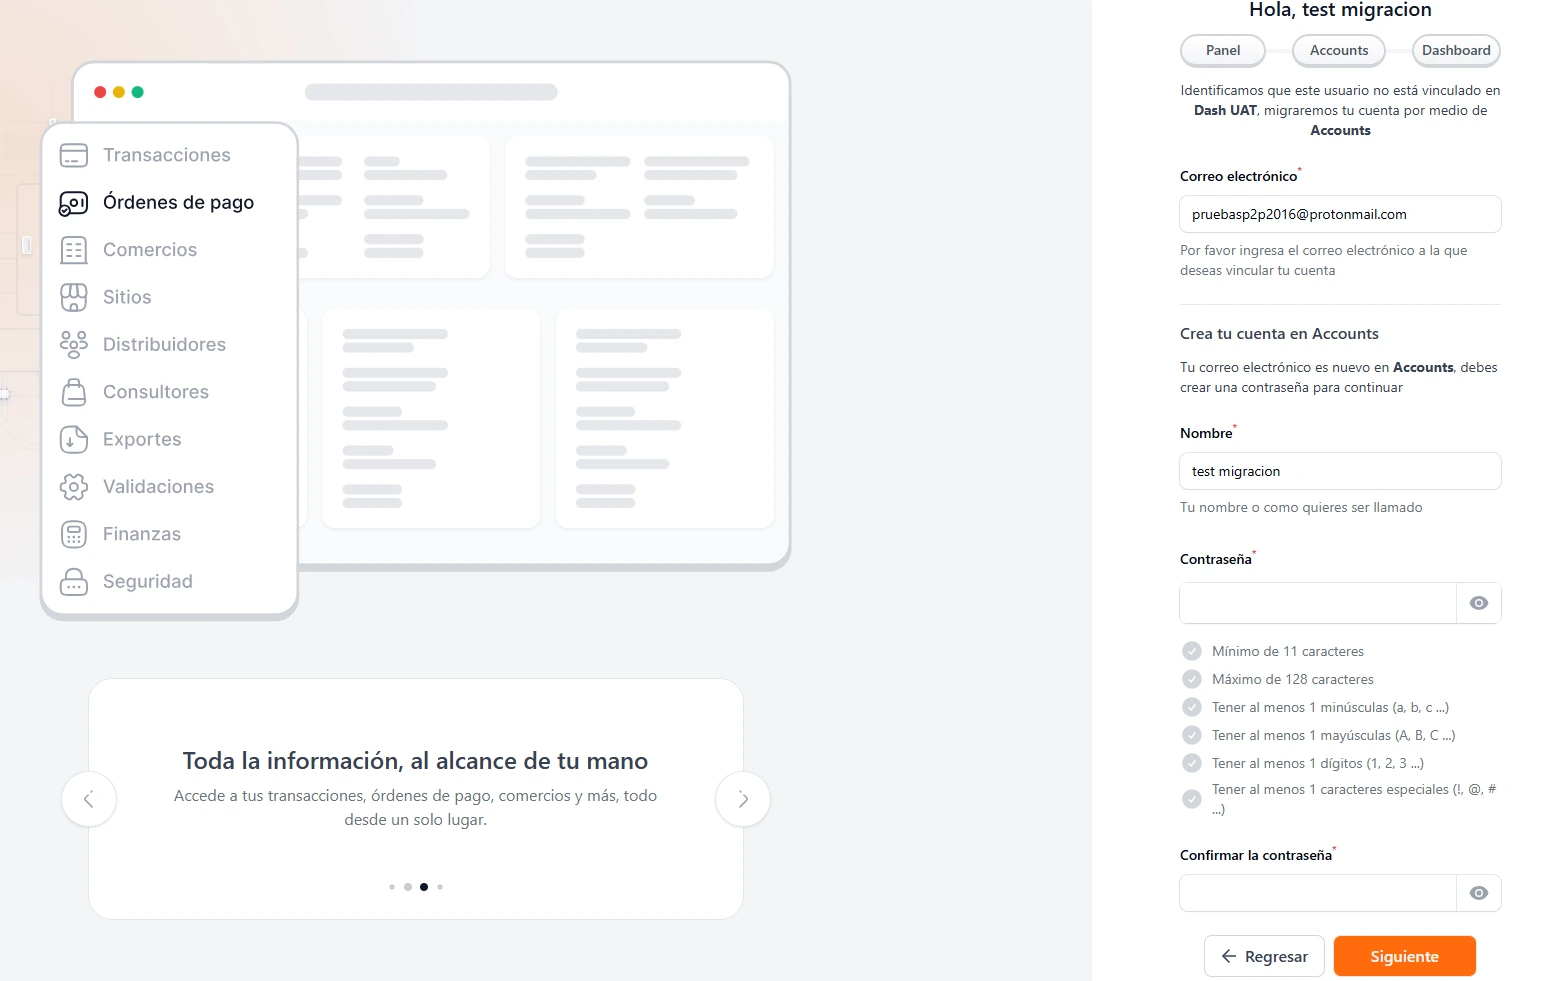 Transacciones
Órdenes de pago
Comercios
Sitios
Distribuidores
Consultores
Exportes
Validaciones
Finanzas
Seguridad
Toda la información, al alcance de tu mano
Accede a tus transacciones, órdenes de pago, comercios y más, todo
desde un solo lugar.
Hola, test migracion
Panel
Accounts
Dashboard
Identificamos que este usuario no está vinculado en
Dash UAT, migraremos tu cuenta por medio de
Accounts
Correo electrónico*
pruebasp2p2016@protonmail.com
Por favor ingresa el correo electrónico a la que
deseas vincular tu cuenta
Crea tu cuenta en Accounts
Tu correo electrónico es nuevo en Accounts, debes
crear una contraseña para continuar
Nombre*
test migracion
Tu nombre o como quieres ser llamado
Contraseña*
Mínimo de 11 caracteres
Máximo de 128 caracteres
Tener al menos 1 minúsculas (a, b, c ...)
Tener al menos 1 mayúsculas (A, B, C ...)
Tener al menos 1 dígitos (1, 2, 3 ...)
Tener al menos 1 caracteres especiales (!, @, #
...)
Confirmar la contraseña*
Regresar
Siguiente